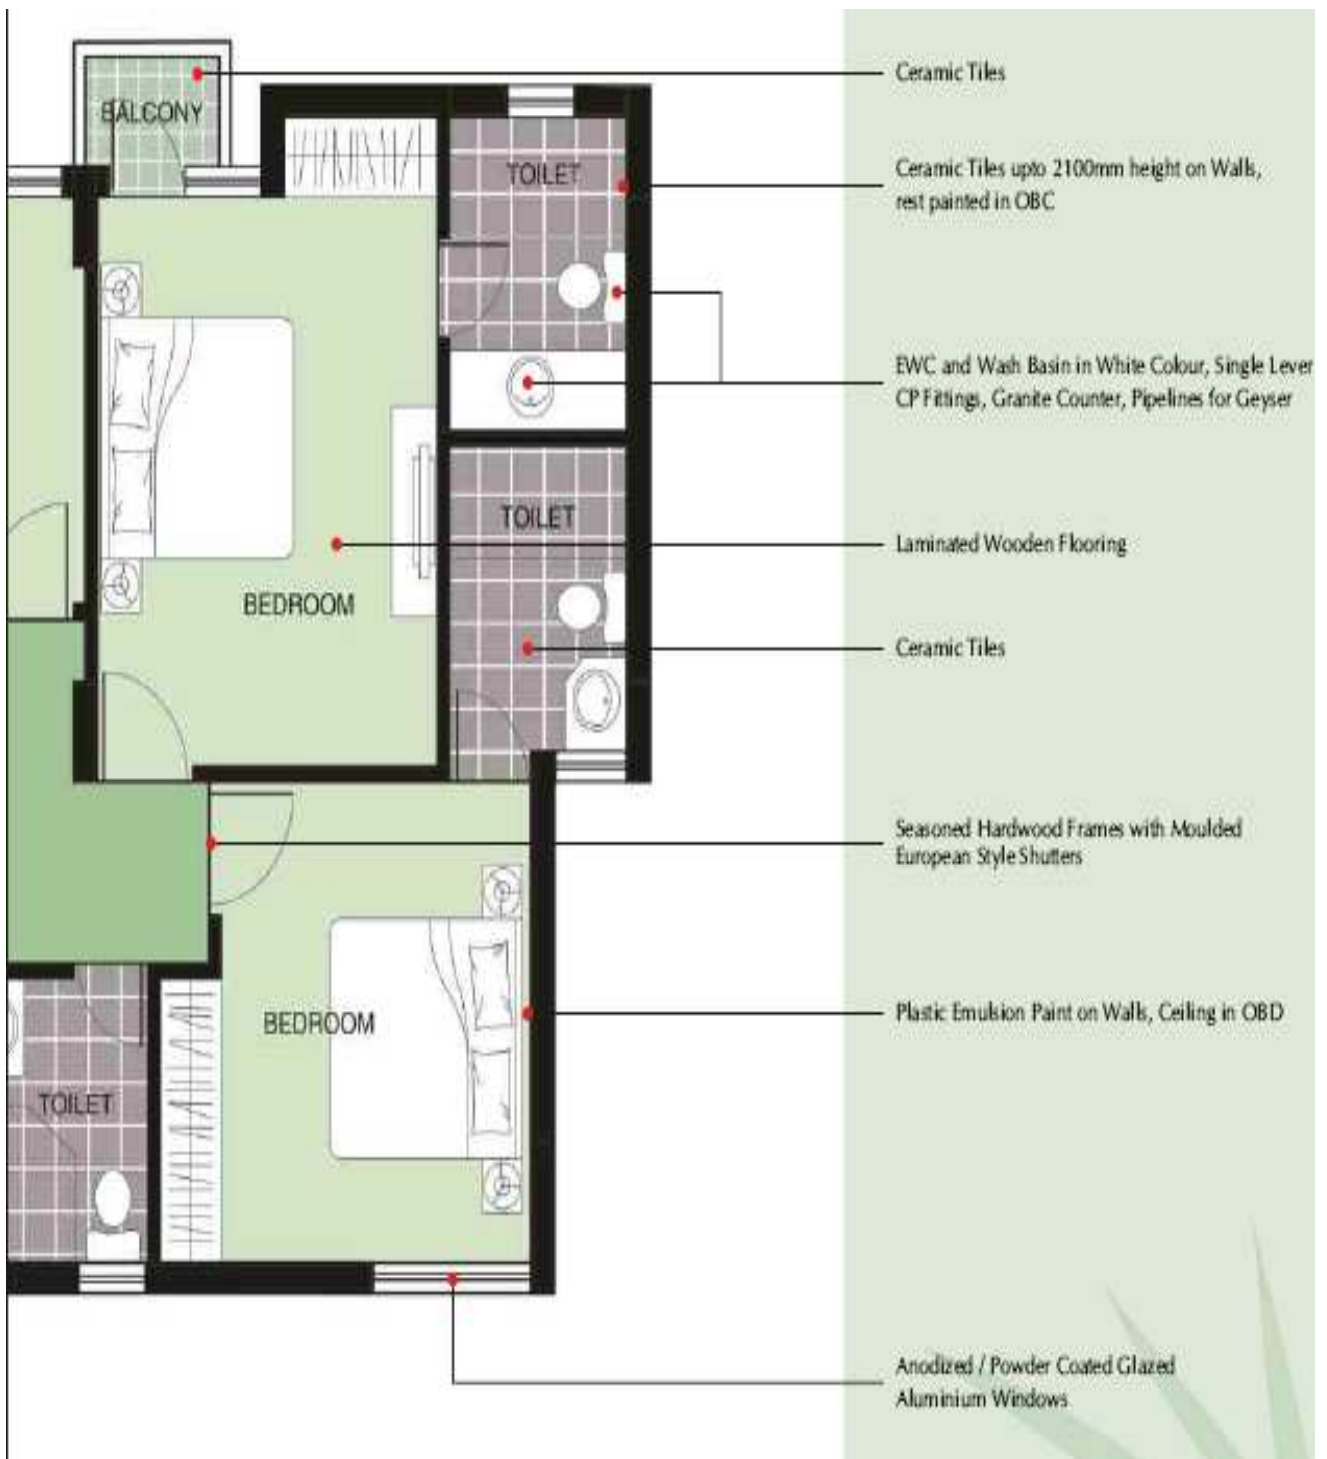 Ceramic Tiles
BALCONY
Ceramic Tiles upto 2100mm height on Walls,
rest painted in OBC
TOILET
EWC and Wash Basin in White Colour, Single Lever
CP Fittings, Granite Counter, Pipelines for Geyser
TOILET
Laminated Wooden Flooring
BEDROOM
Ceramic Tiles
Seasoned Hardwood Frames with Moulded
European Style Shutters
BEDROOM
Plastic Emulsion Paint on Walls, Ceiling in OBD
TOILET
Anodized / Powder Coated Glazed
Aluminium Windows